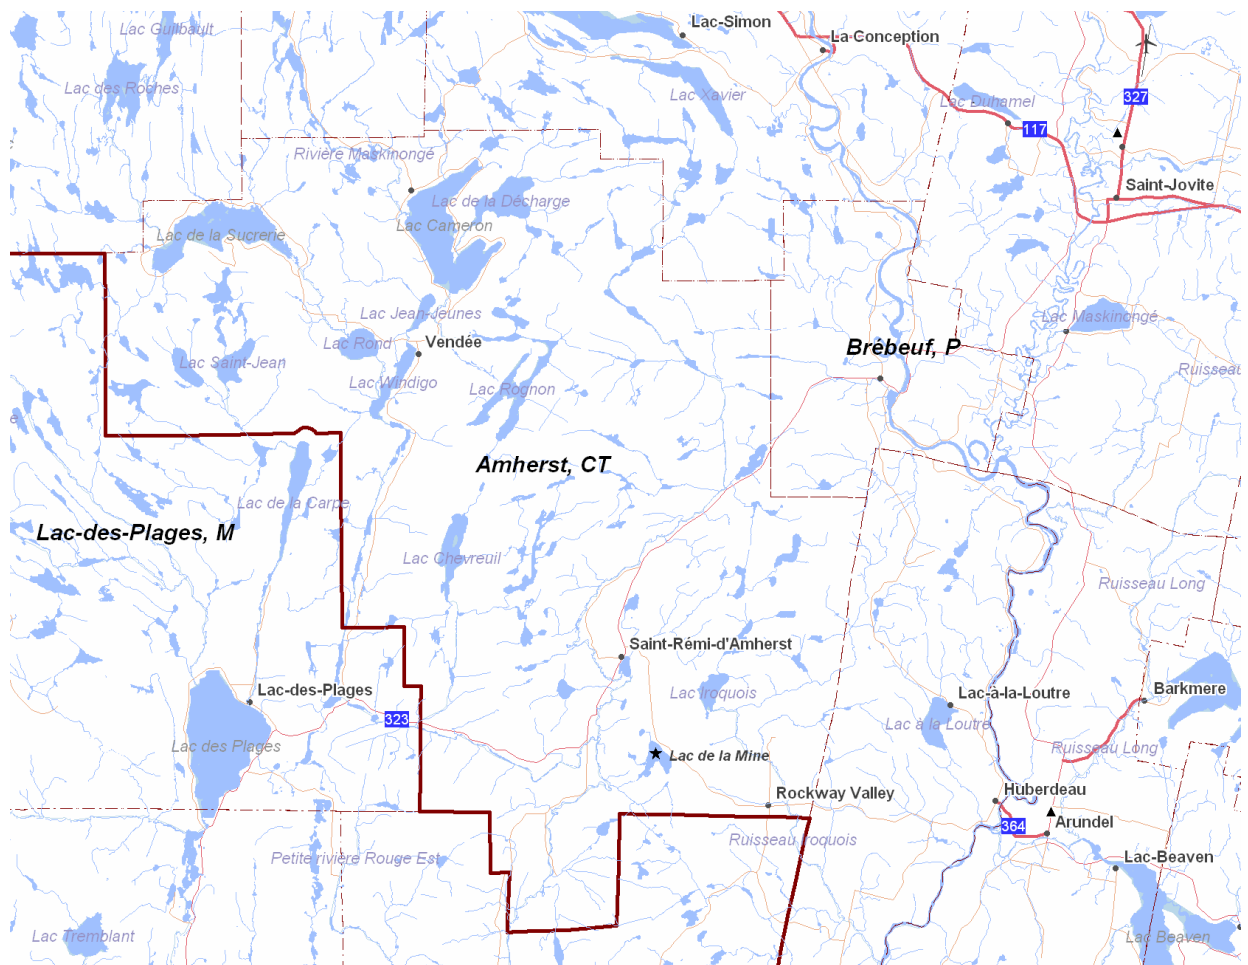 Lac-Simon
Lac Guilbault
La Conception
Lac des Roches
Lac Xavier
Lac Duhamel
327
117
Rivière Maskinongé
Saint-Jovite
Lac de la Décharge
Lac Cameron
Lac de la Sucrerie
Lac Jean-Jeunes
Lac Maskinongé
Vendée
Lac Rond
Brébeuf, P
Lac Saint-Jean
Ruisseau
Lac Windigo
Lac Rognon
e
Amherst, CT
Lac de la Carpe
Lac-des-Plages, M
Lac Chevreuil
Ruisseau Long
Saint-Rémi-d'Amherst
Lac-des-Plages
Lac Iroquois
Lac-à-la-Loutre
Barkmere
323
Lac à la Loutre
Lac des Plages
Lac de la Mine
Ruisseau Long
Rockway Valley
Huberdeau
364
Arundel
Ruisseau Iroquois
Petite rivière Rouge Est
Lac-Beaven
Lac Tremblant
Lac Beaven